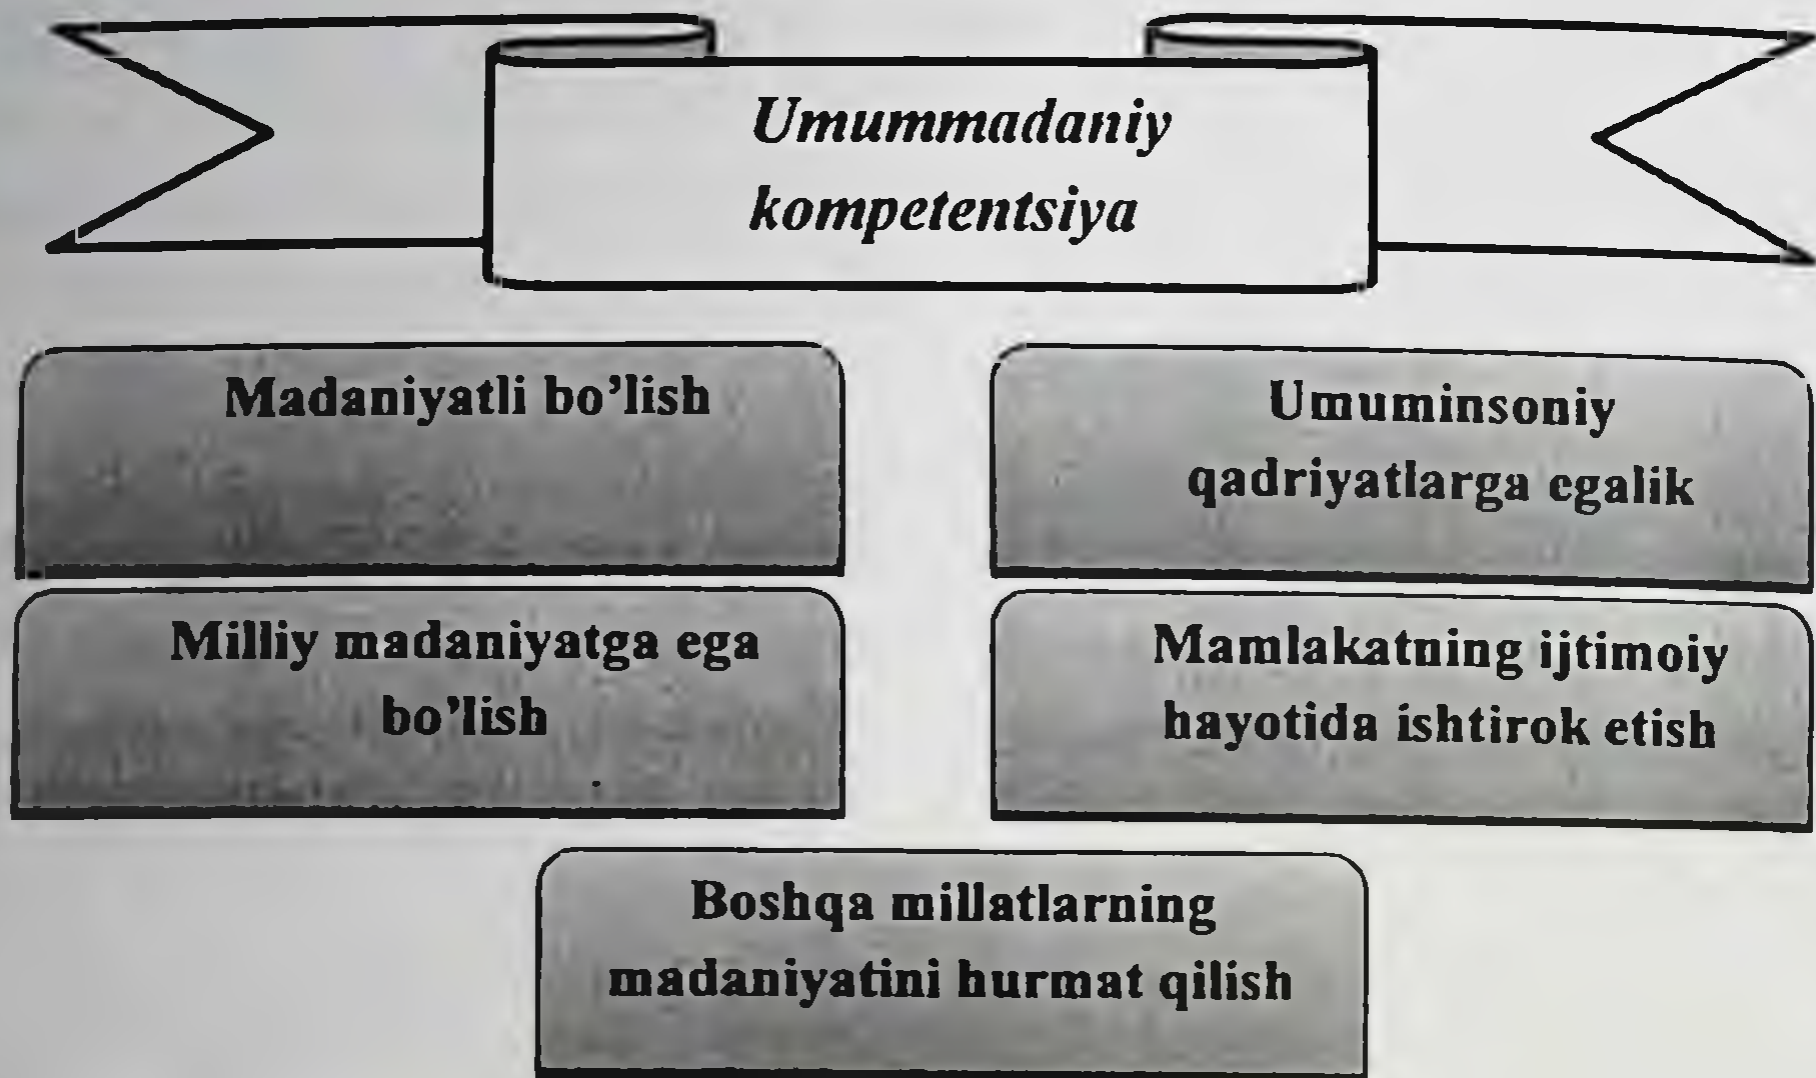 Umummadaniy
kompetentsiya
Madaniyatli bo’lish
Umuminsoniy
qadriyatlarga egalik
Milliy madaniyatga ega
bo’lish
Mamlakatning ijtimoiy
hayotida ishtirok etish
Boshqa millatlarning
madaniyatini hurmat qilish